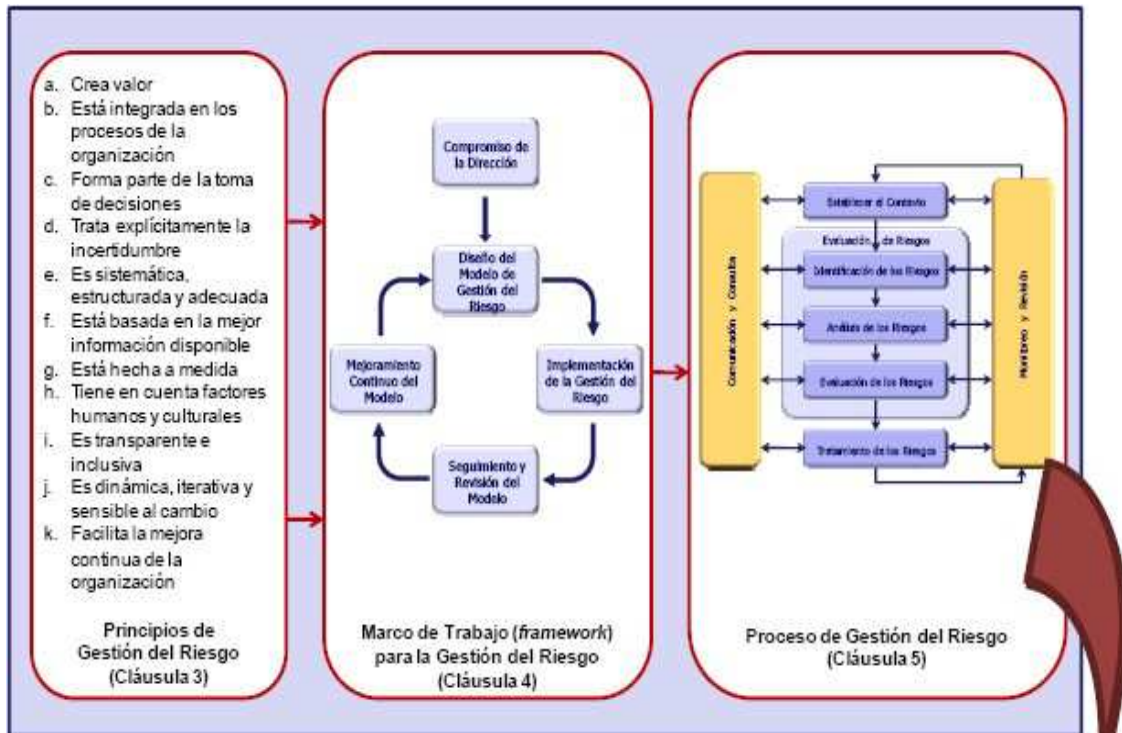 a. Crea valor
b. Está integrada en los
procesos de la
organización
c. Forma parte de la toma
de decisiones
d. Trata explícitamente la
incertidumbre
e. Es sistemática,
estructurada y adecuada
f. Está basada en la mejor
información disponible
g. Está hecha a medida
h. Tiene en cuenta factores
humanos y culturales
i. Es transparente e
inclusiva
j. Es dinámica, iterativa y
sensible al cambio
k. Facilita la mejora
continua de la
organización
Principios de
Gestión del Riesgo
(Cláusula 3)
Compromiso de
la Dirección
Diseño del
Modelo de
Gestión del
Riesgo
Mejoramiento
Continuo del
Modelo
Implementación
de la Gestión del
Riesgo
Seguimiento y
Revisión del
Modelo
Marco de Trabajo (framework)
para la Gestión del Riesgo
(Cláusula 4)
Comunicación y Consulta
Establecer el Contexto
Evaluación de Riesgos
Identificación de los Riesgos
Análisis de los Riesgos
Evaluación de los Riesgos
Tratamiento de los Riesgos
Monitoreo y Revisión
Proceso de Gestión del Riesgo
(Cláusula 5)